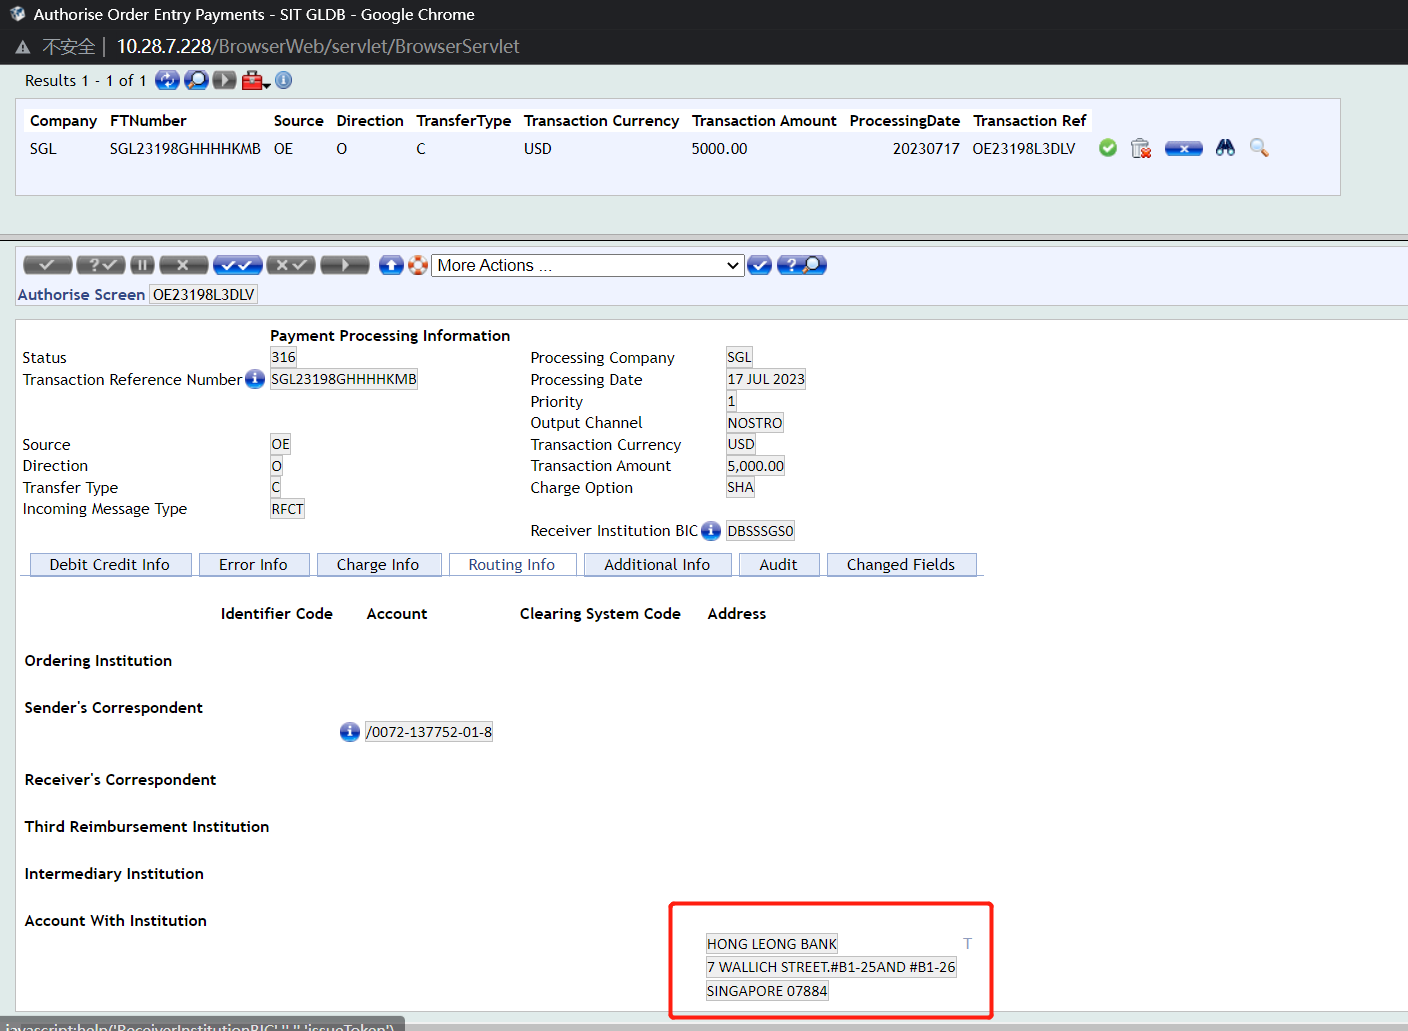 Authorise Order Entry Payments - SIT GLDB - Google Chrome
不安全 | 10.28.7.228/BrowserWeb/servlet/BrowserServlet
Results 1 - 1 of 1
Company FTNumber Source Direction TransferType Transaction Currency Transaction Amount ProcessingDate Transaction Ref
SGL SGL23198GHHHHKMB OE O C USD 5000.00 20230717 OE23198L3DLV
More Actions ...
Authorise Screen OE23198L3DLV
Payment Processing Information
Status 316 Processing Company SGL
Transaction Reference Number SGL23198GHHHHKMB Processing Date 17 JUL 2023
Priority 1
Output Channel NOSTRO
Source OE Transaction Currency USD
Direction O Transaction Amount 5,000.00
Transfer Type C Charge Option SHA
Incoming Message Type RFCT
Receiver Institution BIC DBSSSGS0
Debit Credit Info Error Info Charge Info Routing Info Additional Info Audit Changed Fields
Identifier Code Account Clearing System Code Address
Ordering Institution
Sender's Correspondent
/0072-137752-01-8
Receiver's Correspondent
Third Reimbursement Institution
Intermediary Institution
Account With Institution
HONG LEONG BANK T
7 WALLICH STREET.#B1-25AND #B1-26
SINGAPORE 07884
javascript:help('ReceiverInstitutionBIC','','','issueToken')